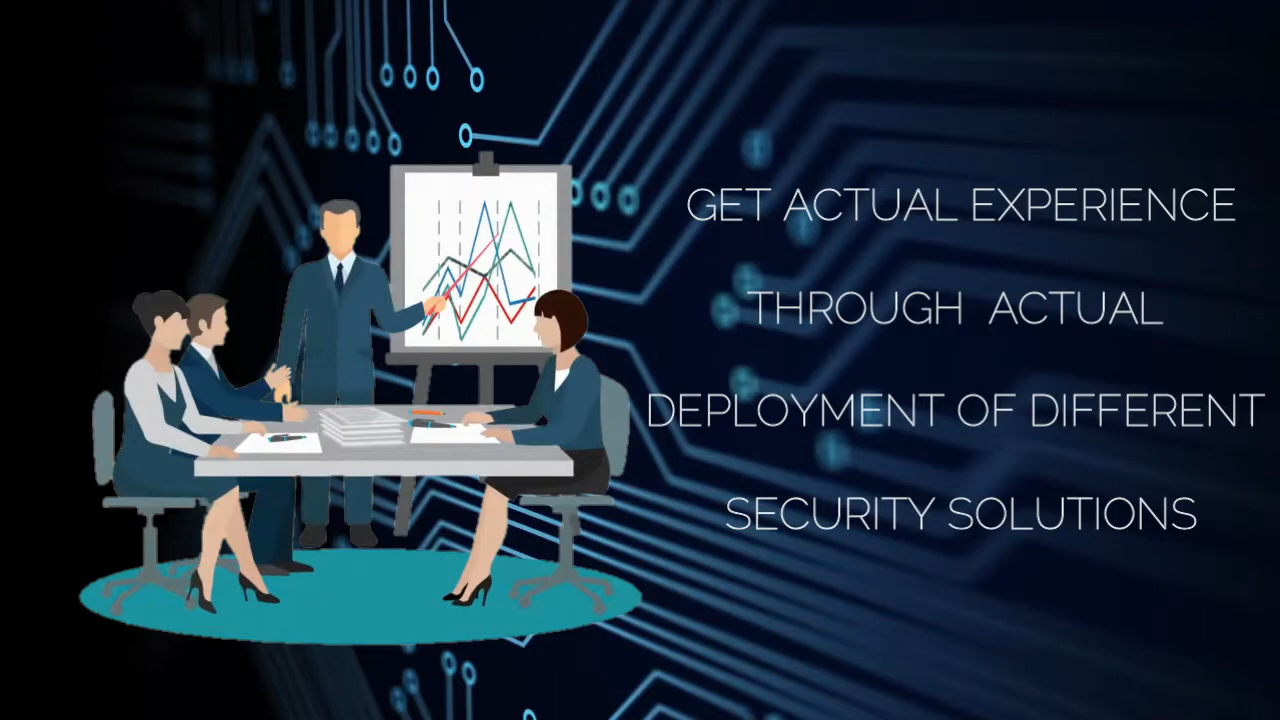 GET ACTUAL EXPERIENCE
THROUGH ACTUAL
DEPLOYMENT OF DIFFERENT
SECURITY SOLUTIONS